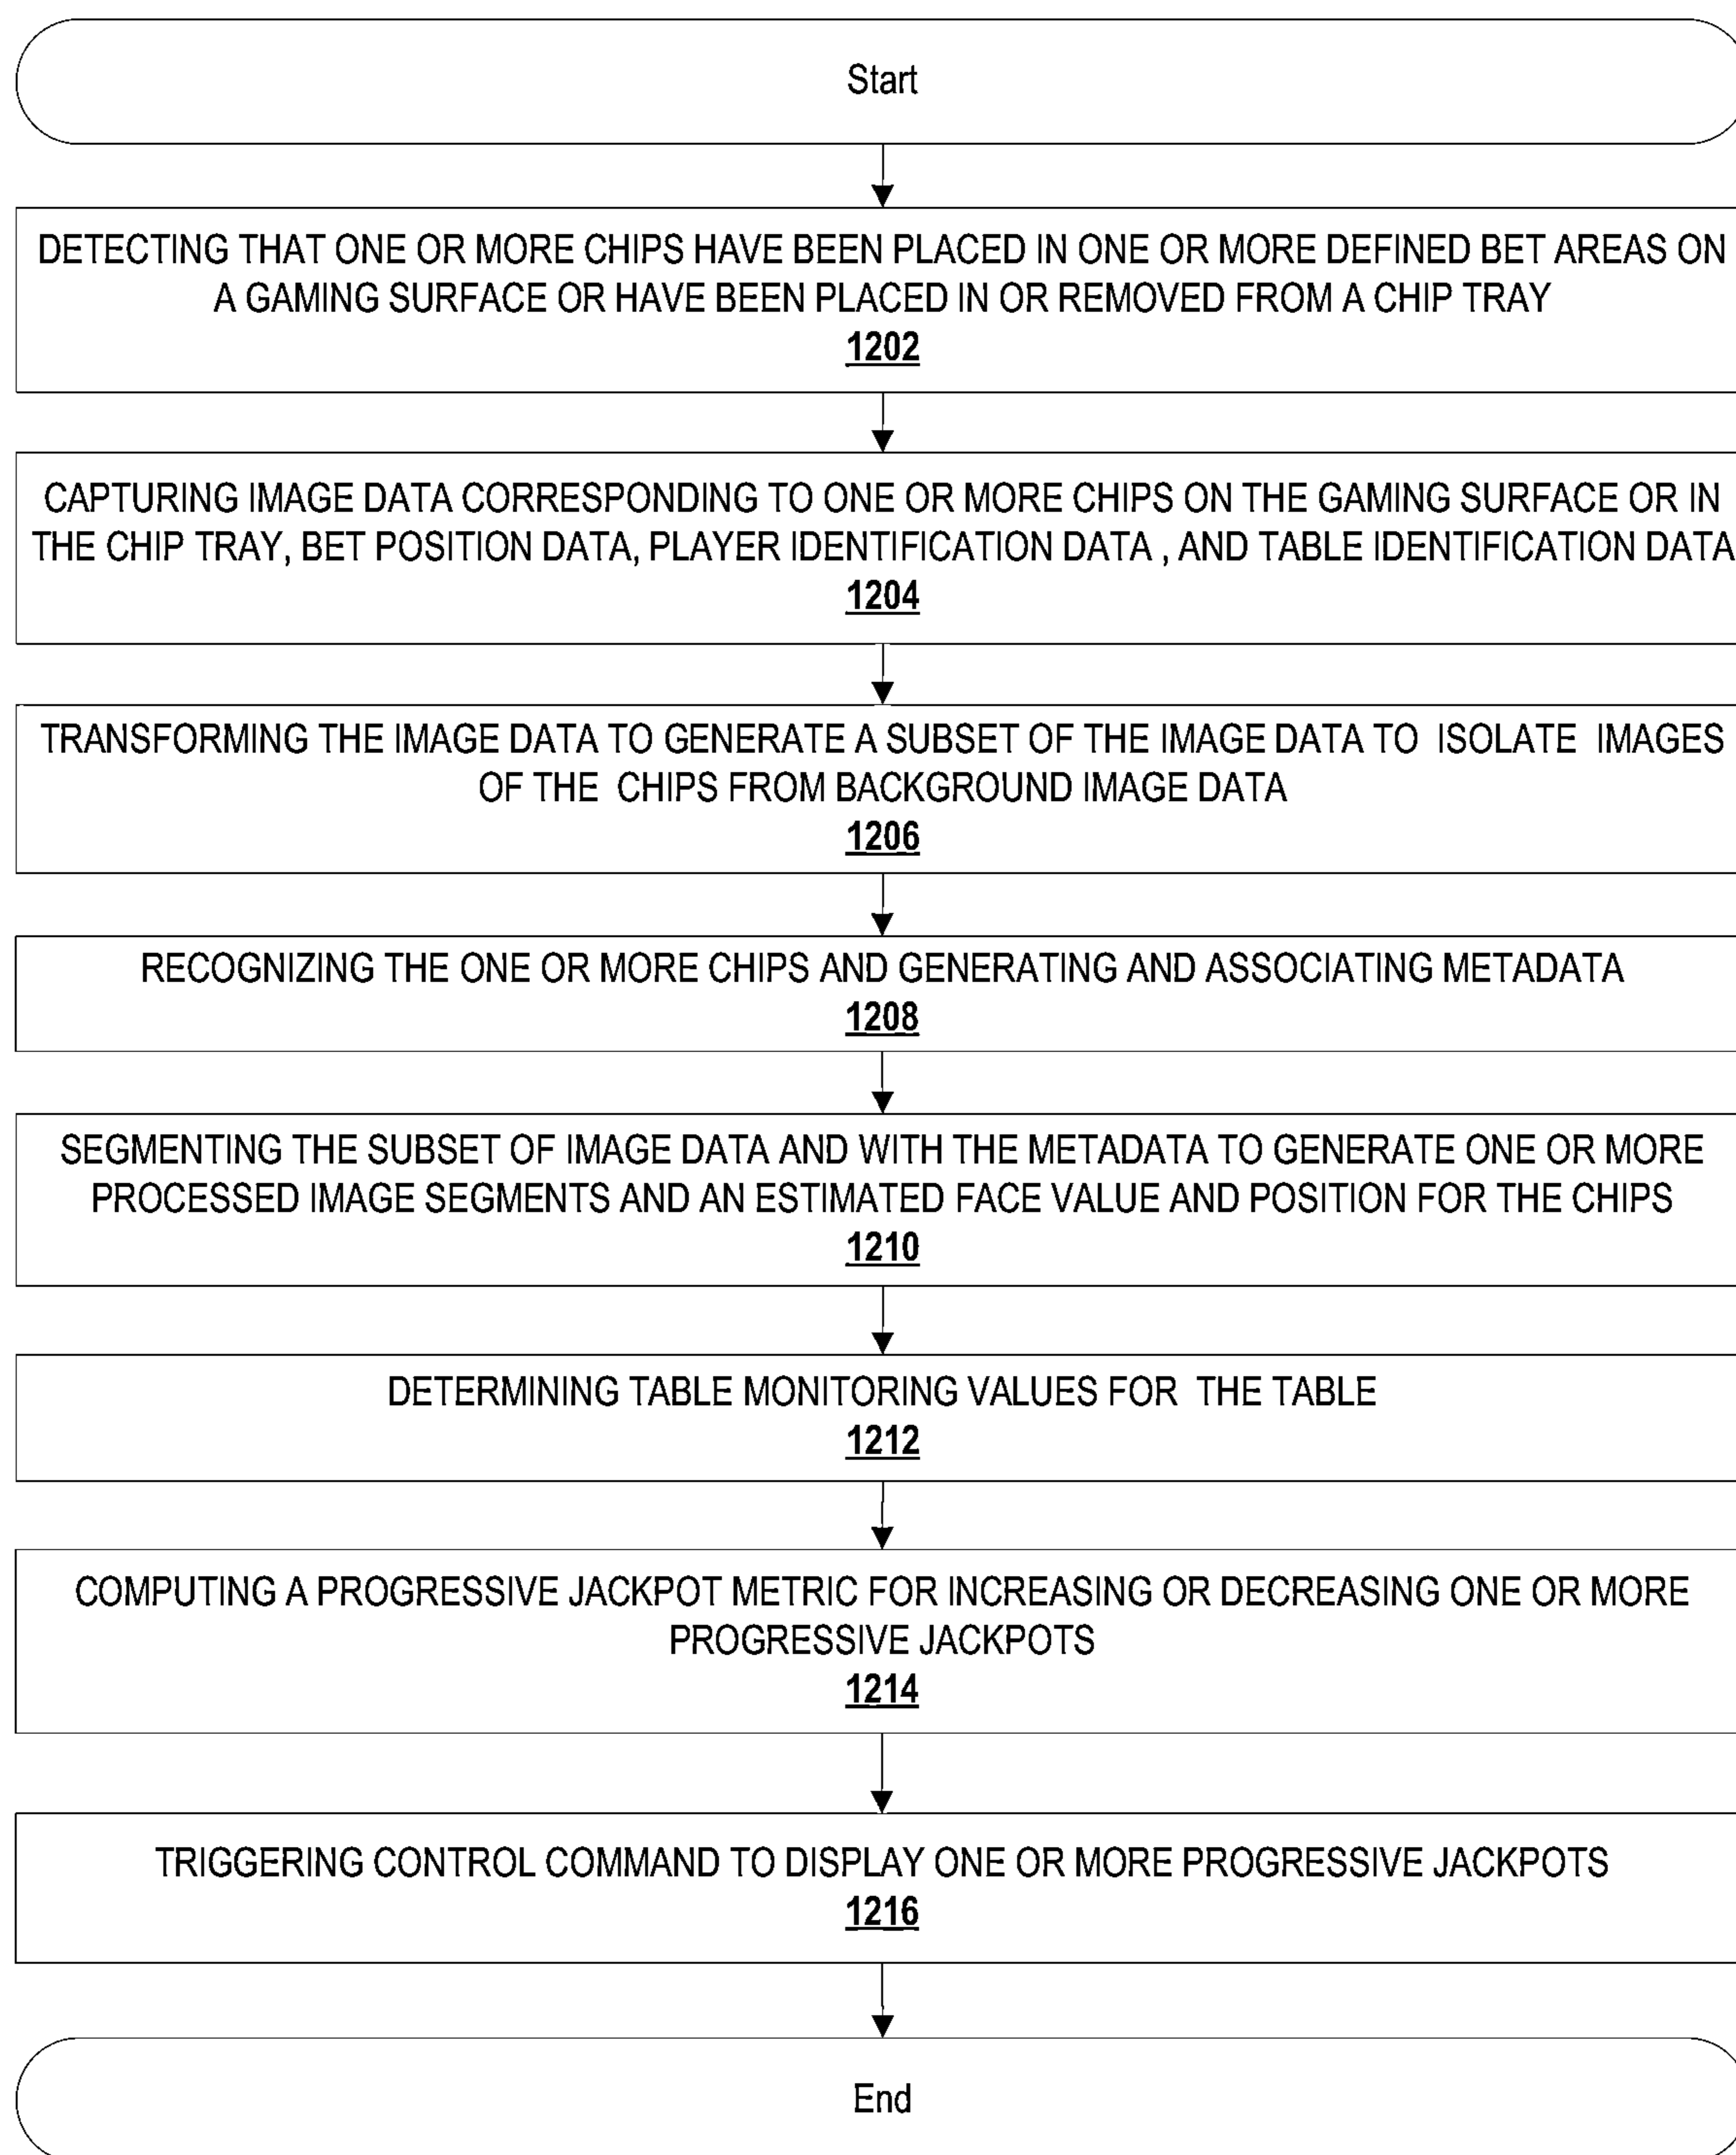 Start
DETECTING THAT ONE OR MORE CHIPS HAVE BEEN PLACED IN ONE OR MORE DEFINED BET AREAS ON
A GAMING SURFACE OR HAVE BEEN PLACED IN OR REMOVED FROM A CHIP TRAY
1202
CAPTURING IMAGE DATA CORRESPONDING TO ONE OR MORE CHIPS ON THE GAMING SURFACE OR IN
THE CHIP TRAY, BET POSITION DATA, PLAYER IDENTIFICATION DATA , AND TABLE IDENTIFICATION DATA
1204
TRANSFORMING THE IMAGE DATA TO GENERATE A SUBSET OF THE IMAGE DATA TO ISOLATE IMAGES
OF THE CHIPS FROM BACKGROUND IMAGE DATA
1206
RECOGNIZING THE ONE OR MORE CHIPS AND GENERATING AND ASSOCIATING METADATA
1208
SEGMENTING THE SUBSET OF IMAGE DATA AND WITH THE METADATA TO GENERATE ONE OR MORE
PROCESSED IMAGE SEGMENTS AND AN ESTIMATED FACE VALUE AND POSITION FOR THE CHIPS
1210
DETERMINING TABLE MONITORING VALUES FOR THE TABLE
1212
COMPUTING A PROGRESSIVE JACKPOT METRIC FOR INCREASING OR DECREASING ONE OR MORE
PROGRESSIVE JACKPOTS
1214
TRIGGERING CONTROL COMMAND TO DISPLAY ONE OR MORE PROGRESSIVE JACKPOTS
1216
End